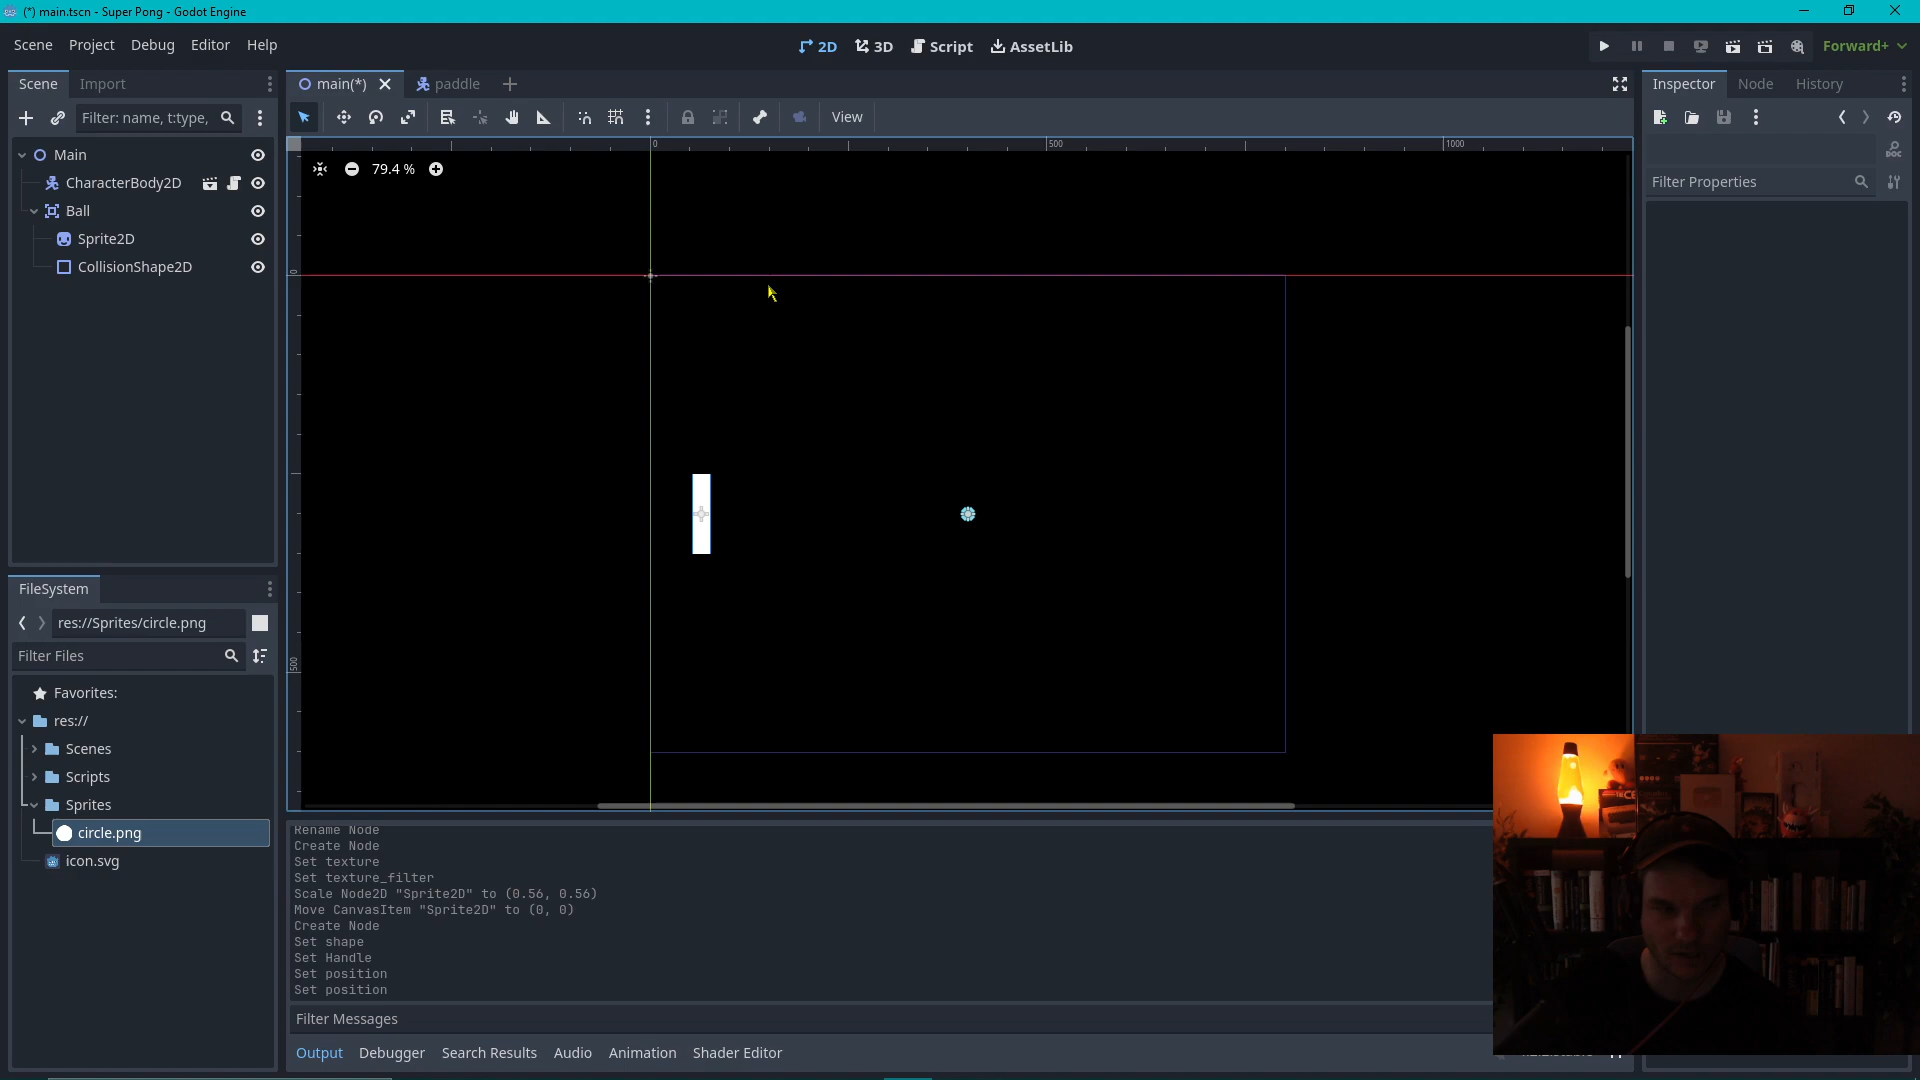 (*) main.tscn - Super Pong - Godot Engine
Scene Project Debug Editor Help
2D 3D Script AssetLib
Forward+
Scene Import
main(*) paddle
Inspector Node History
Filter: name, t:type,
View
Main
CharacterBody2D
Ball
Sprite2D
CollisionShape2D
0 500 1000
79.4 %
0
500
DOC
Filter Properties
FileSystem
res://Sprites/circle.png
Filter Files
Favorites:
res://
Scenes
Scripts
Sprites
circle.png
icon.svg
Rename Node
Create Node
Set texture
Set texture_filter
Scale Node2D "Sprite2D" to (0.56, 0.56)
Move CanvasItem "Sprite2D" to (0, 0)
Create Node
Set shape
Set Handle
Set position
Set position
Filter Messages
Output Debugger Search Results Audio Animation Shader Editor